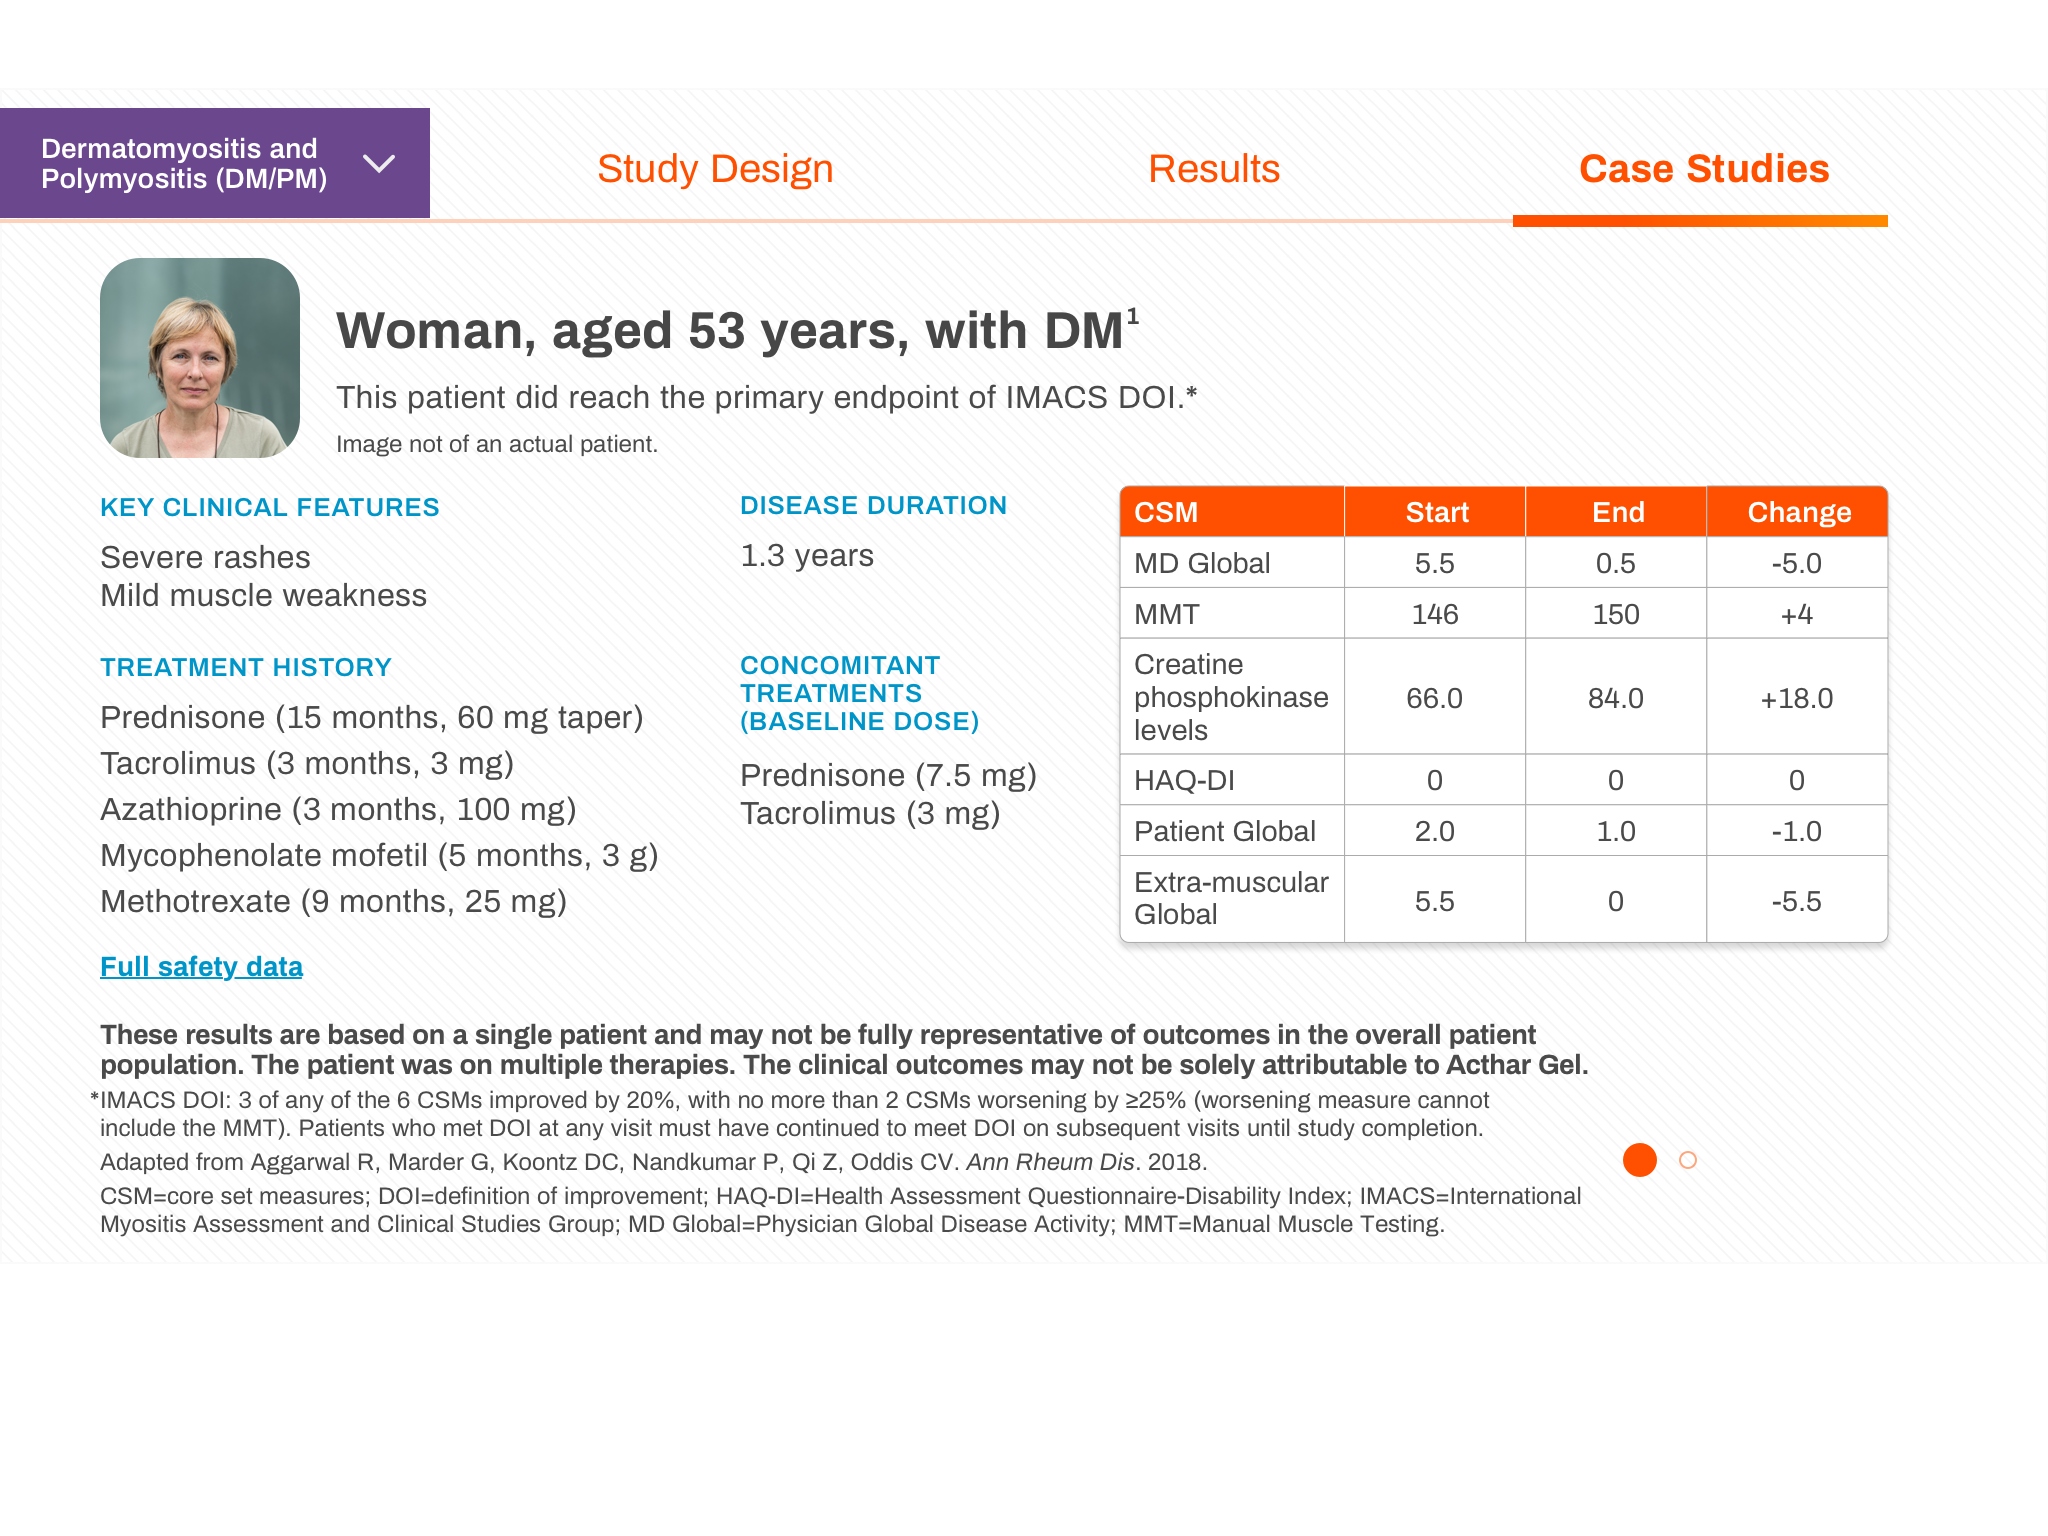 Dermatomyositis and
Polymyositis (DM/PM)
Study Design
Results
Case Studies
Woman, aged 53 years, with DM¹
This patient did reach the primary endpoint of IMACS DOI.*
Image not of an actual patient.
KEY CLINICAL FEATURES
Severe rashes
Mild muscle weakness
DISEASE DURATION
1.3 years
TREATMENT HISTORY
Prednisone (15 months, 60 mg taper)
Tacrolimus (3 months, 3 mg)
Azathioprine (3 months, 100 mg)
Mycophenolate mofetil (5 months, 3 g)
Methotrexate (9 months, 25 mg)
CONCOMITANT
TREATMENTS
(BASELINE DOSE)
Prednisone (7.5 mg)
Tacrolimus (3 mg)
CSM Start End Change
MD Global 5.5 0.5 -5.0
MMT 146 150 +4
Creatine
phosphokinase 66.0 84.0 +18.0
levels
HAQ-DI 0 0 0
Patient Global 2.0 1.0 -1.0
Extra-muscular
Global 5.5 0 -5.5
Full safety data
These results are based on a single patient and may not be fully representative of outcomes in the overall patient
population. The patient was on multiple therapies. The clinical outcomes may not be solely attributable to Acthar Gel.
*IMACS DOI: 3 of any of the 6 CSMs improved by 20%, with no more than 2 CSMs worsening by ≥25% (worsening measure cannot
include the MMT). Patients who met DOI at any visit must have continued to meet DOI on subsequent visits until study completion.
Adapted from Aggarwal R, Marder G, Koontz DC, Nandkumar P, Qi Z, Oddis CV. Ann Rheum Dis. 2018.
CSM=core set measures; DOI=definition of improvement; HAQ-DI=Health Assessment Questionnaire-Disability Index; IMACS=International
Myositis Assessment and Clinical Studies Group; MD Global=Physician Global Disease Activity; MMT=Manual Muscle Testing.